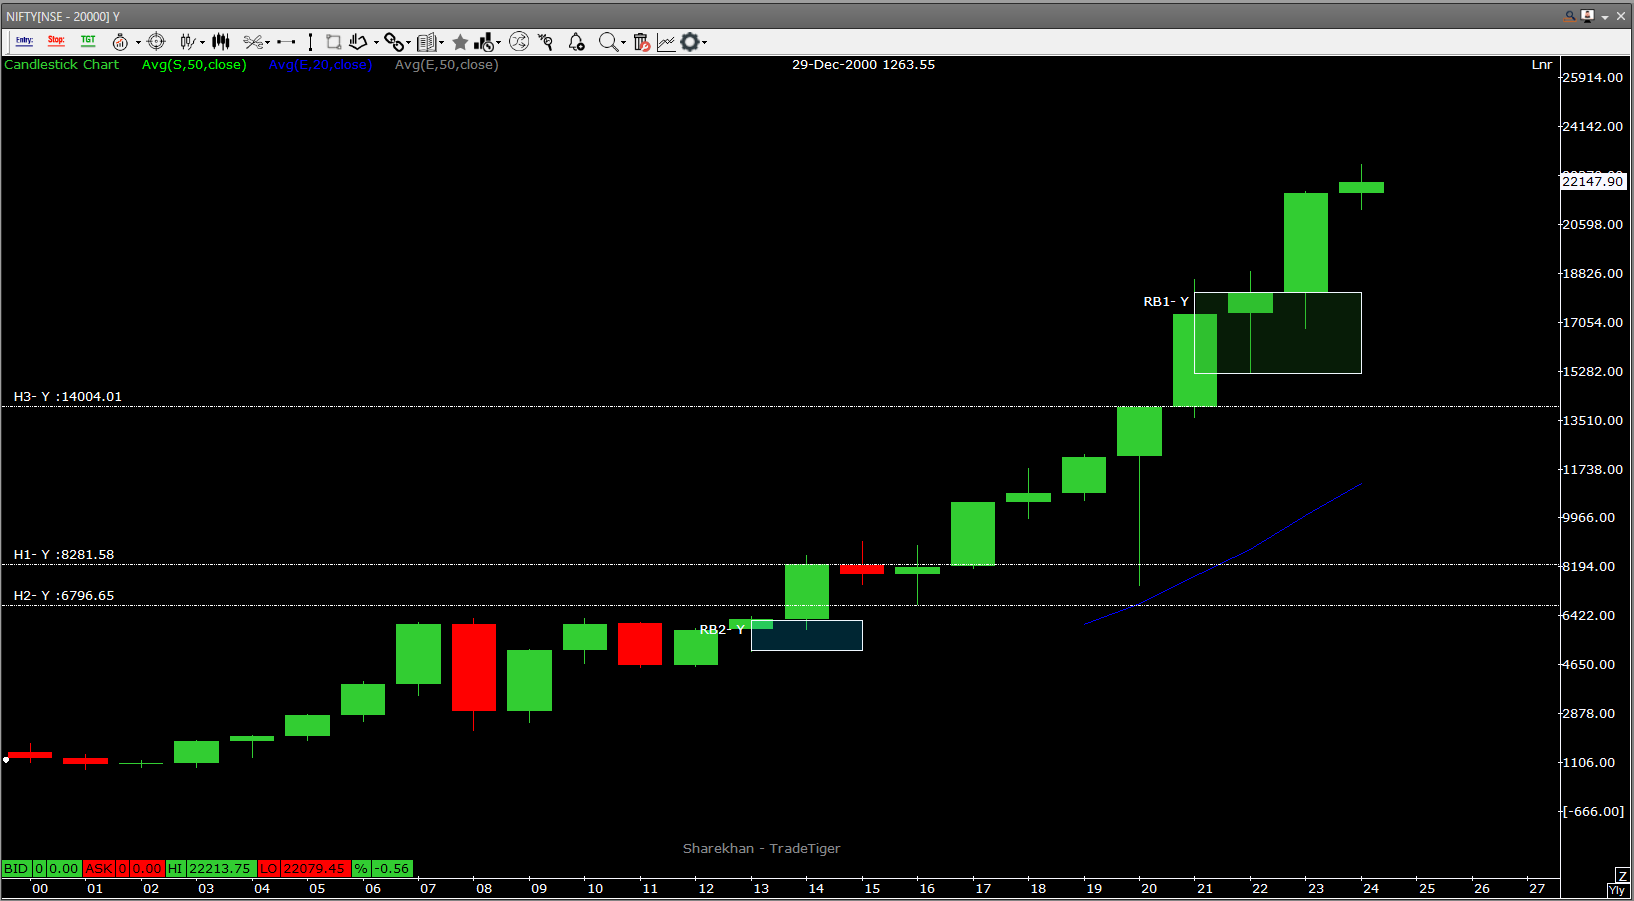 NIFTY[NSE - 20000] Y
Entry: Stop: TGT
Candlestick Chart Avg(S,50,close) Avg(E,20,close) Avg(E,50,close) 29-Dec-2000 1263.55 Lnr
25914.00
24142.00
22147.90
20598.00
18826.00
RB1- Y
17054.00
15282.00
H3- Y :14004.01
13510.00
11738.00
9966.00
H1- Y :8281.58
8194.00
H2- Y :6796.65
6422.00
RB2- Y
4650.00
2878.00
1106.00
[-666.00]
Sharekhan - TradeTiger
BID 0 0.00 ASK 0 0.00 HI 22213.75 LO 22079.45 % -0.56
Z
00 01 02 03 04 05 06 07 08 09 10 11 12 13 14 15 16 17 18 19 20 21 22 23 24 25 26 27 Yly